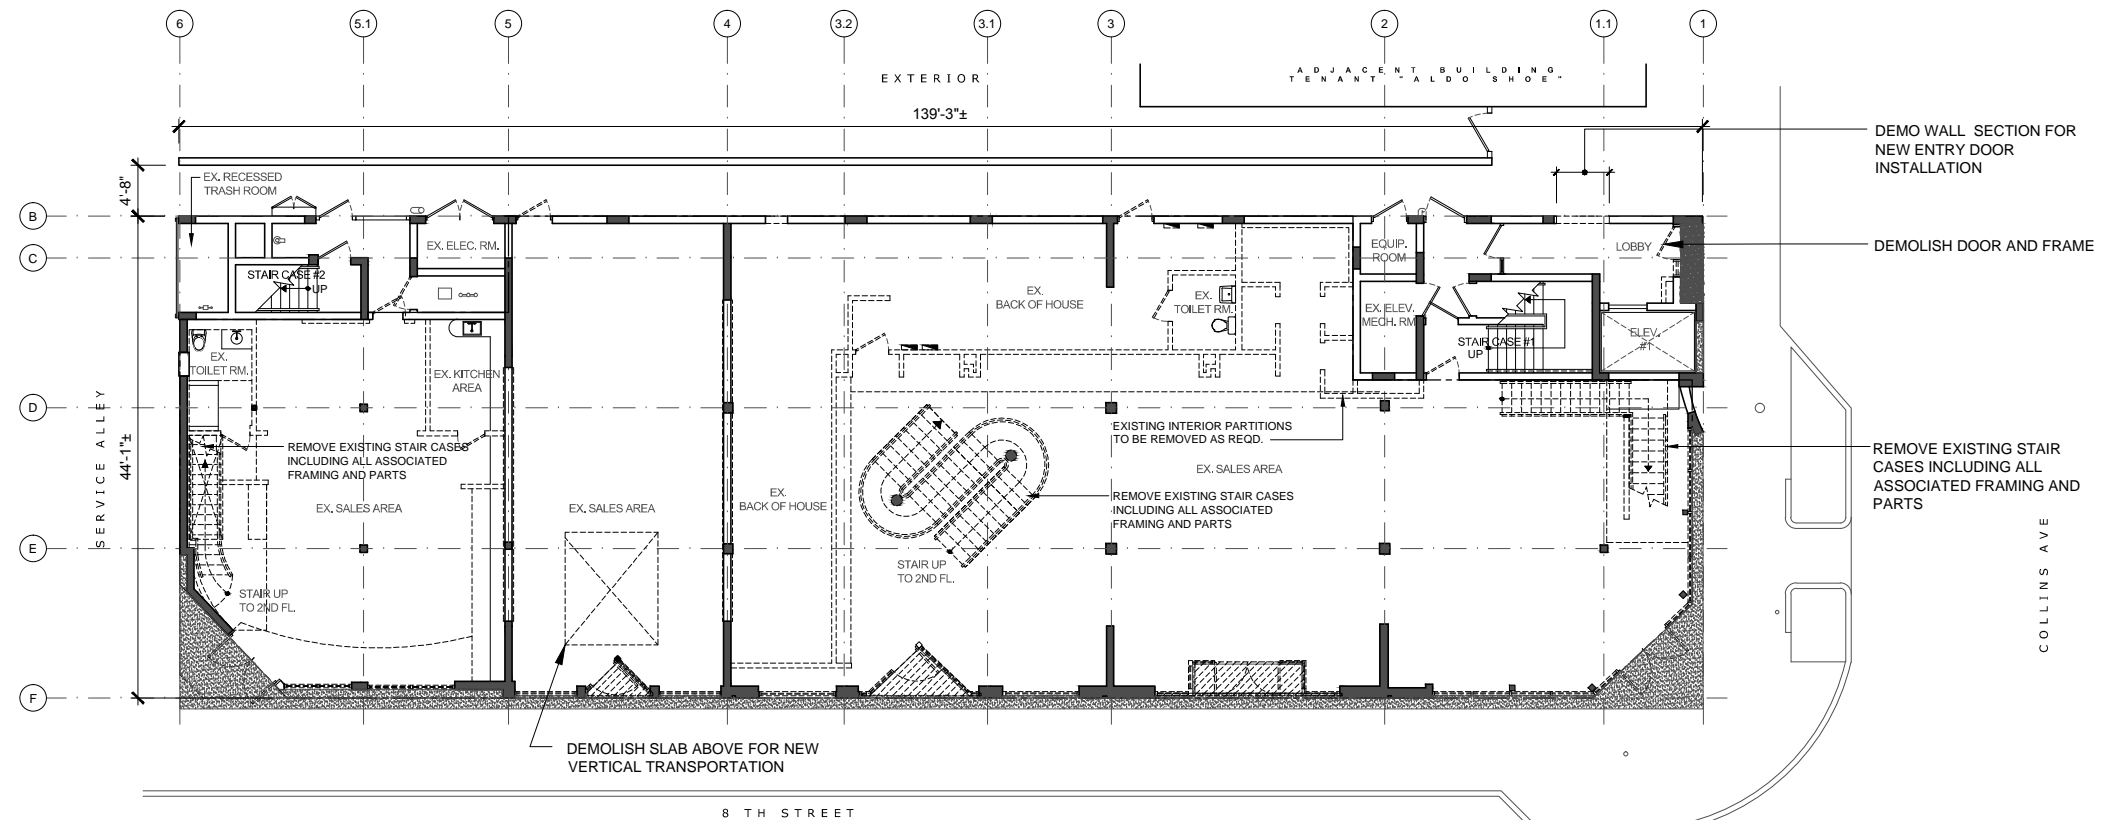 6
5.1
5
4
3.2
3.1
3
2
1.1
1
EXTERIOR
ADJACENT BUILDING
TENANT "ALDO SHOE"
139'-3"±
DEMO WALL SECTION FOR
NEW ENTRY DOOR
INSTALLATION
4'-8"
EX. RECESSED
TRASH ROOM
B
C
D
E
F
EX. ELEC. RM.
EQUIP.
ROOM
LOBBY
DEMOLISH DOOR AND FRAME
STAIR CASE #2
UP
EX.
BACK OF HOUSE
EX.
TOILET RM.
EX. ELEV.
MECH. RM.
STAIR CASE #1
UP
ELEV.
#1
EX.
TOILET RM.
EX. KITCHEN
AREA
SERVICE ALLEY
44'-1"±
REMOVE EXISTING STAIR CASES
INCLUDING ALL ASSOCIATED
FRAMING AND PARTS
EXISTING INTERIOR PARTITIONS
TO BE REMOVED AS REQD.
EX. SALES AREA
REMOVE EXISTING STAIR
CASES INCLUDING ALL
ASSOCIATED FRAMING AND
PARTS
EX. SALES AREA
EX. SALES AREA
EX.
BACK OF HOUSE
REMOVE EXISTING STAIR CASES
INCLUDING ALL ASSOCIATED
FRAMING AND PARTS
STAIR UP
TO 2ND FL.
STAIR UP
TO 2ND FL.
COLLINS AVE
DEMOLISH SLAB ABOVE FOR NEW
VERTICAL TRANSPORTATION
8 TH STREET